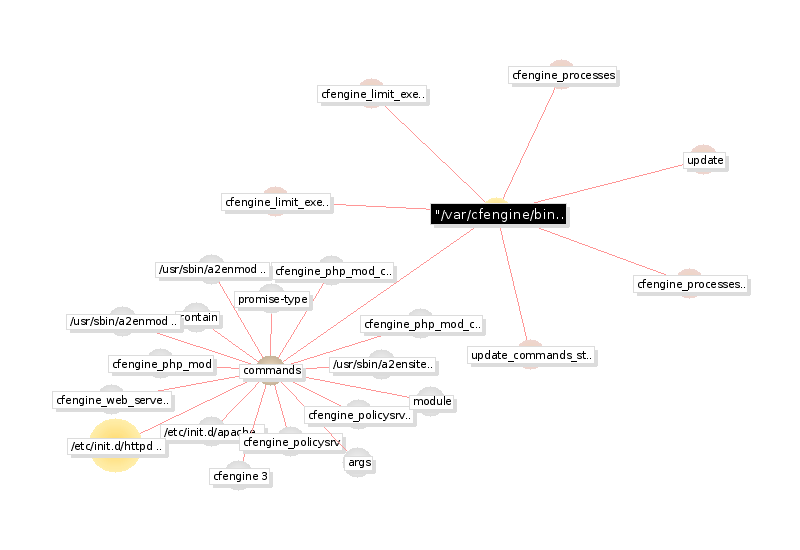 cfengine_processes
cfengine_limit_exe..
update
cfengine_limit_exe..
"/var/cfengine/bin..
/usr/sbin/a2enmod ..
cfengine_php_mod_c..
cfengine_processes..
promise-type
/usr/sbin/a2enmod ..
contain
cfengine_php_mod_c..
update_commands_st..
cfengine_php_mod
/usr/sbin/a2ensite..
commands
cfengine_web_serve..
module
cfengine_policysrv..
/etc/init.d/apache
cfengine_policysrv
/etc/init.d/httpd ..
args
cfengine 3